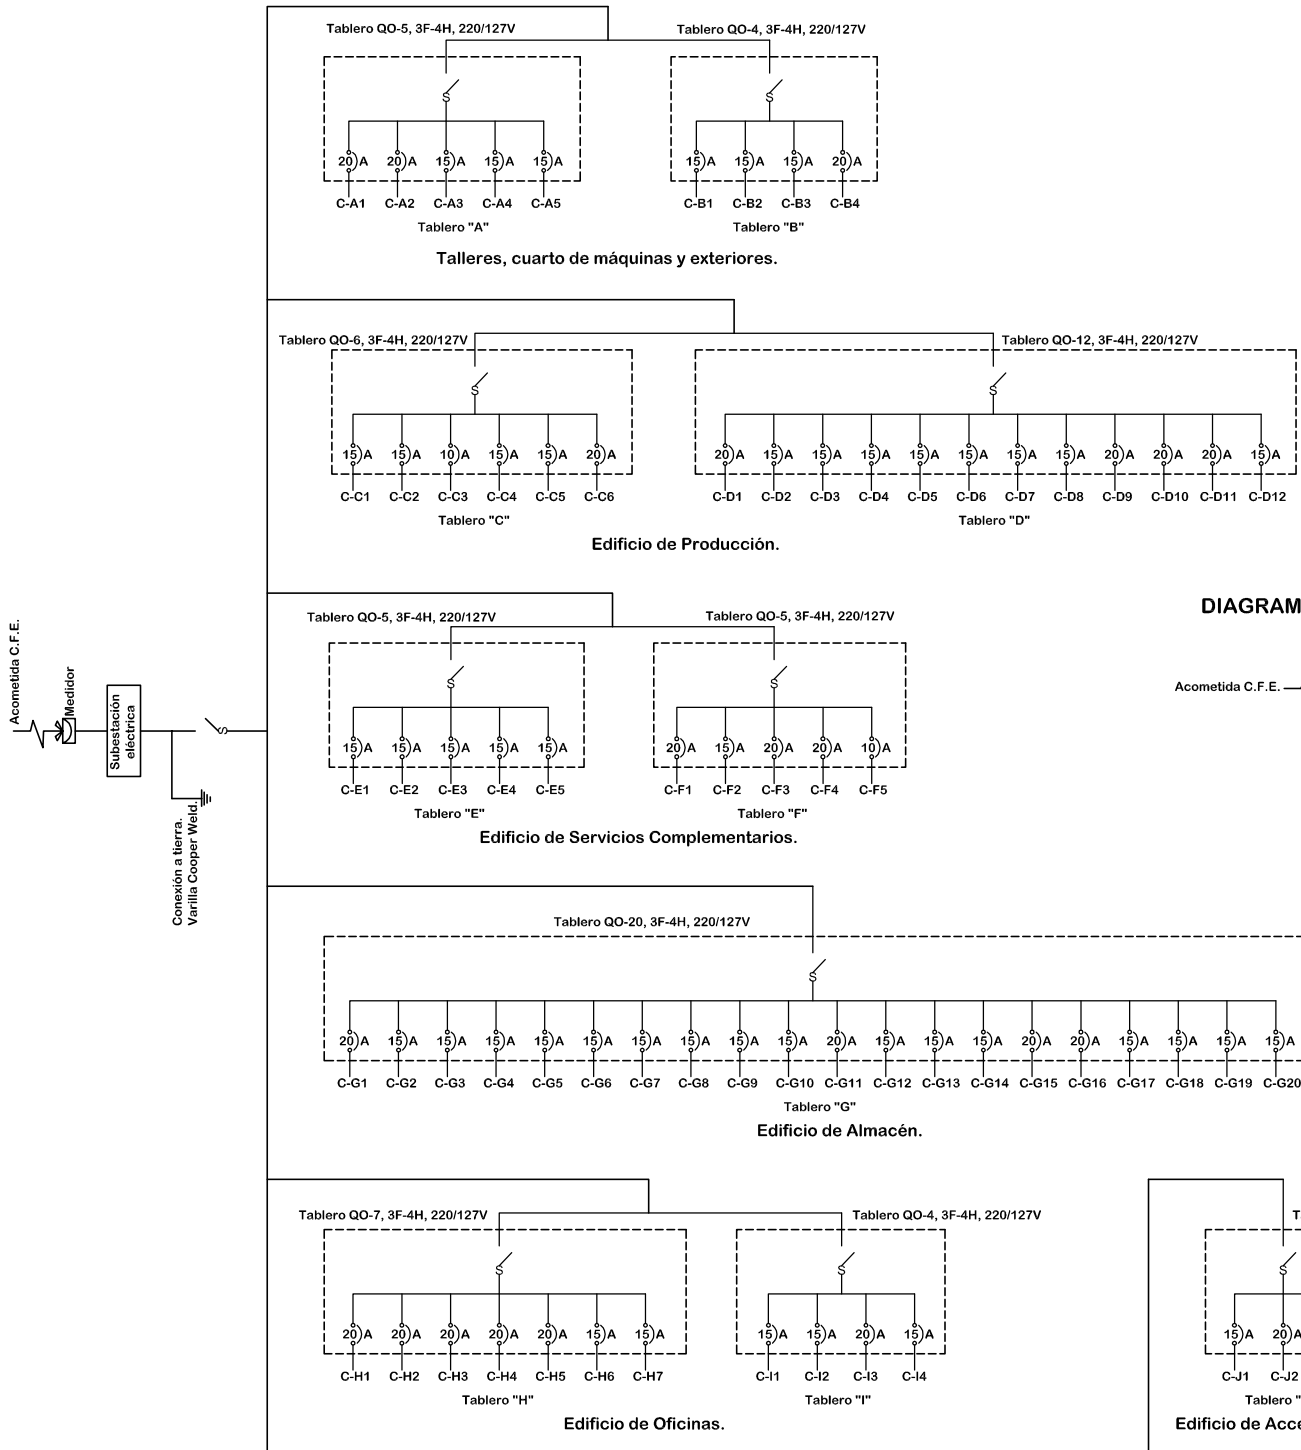 Tablero QO-5, 3F-4H, 220/127V
Tablero QO-4, 3F-4H, 220/127V
20 A 20 A 15 A 15 A 15 A
15 A 15 A 15 A 20 A
C-A1 C-A2 C-A3 C-A4 C-A5
C-B1 C-B2 C-B3 C-B4
Tablero "A"
Tablero "B"
Talleres, cuarto de máquinas y exteriores.
Tablero QO-6, 3F-4H, 220/127V
Tablero QO-12, 3F-4H, 220/127V
15 A 15 A 10 A 15 A 15 A 20 A
20 A 15 A 15 A 15 A 15 A 15 A 15 A 15 A 20 A 20 A 20 A 15 A
C-C1 C-C2 C-C3 C-C4 C-C5 C-C6
C-D1 C-D2 C-D3 C-D4 C-D5 C-D6 C-D7 C-D8 C-D9 C-D10 C-D11 C-D12
Tablero "C"
Tablero "D"
Edificio de Producción.
DIAGRAM
Acometida C.F.E.
Acometida C.F.E.
Medidor
Subestación
eléctrica
Conexión a tierra.
Varilla Cooper Weld.
Tablero QO-5, 3F-4H, 220/127V
Tablero QO-5, 3F-4H, 220/127V
15 A 15 A 15 A 15 A 15 A
20 A 15 A 20 A 20 A 10 A
C-E1 C-E2 C-E3 C-E4 C-E5
C-F1 C-F2 C-F3 C-F4 C-F5
Tablero "E"
Tablero "F"
Edificio de Servicios Complementarios.
Tablero QO-20, 3F-4H, 220/127V
20 A 15 A 15 A 15 A 15 A 15 A 15 A 15 A 15 A 15 A 20 A 15 A 15 A 15 A 20 A 20 A 15 A 15 A 15 A 15 A
C-G1 C-G2 C-G3 C-G4 C-G5 C-G6 C-G7 C-G8 C-G9 C-G10 C-G11 C-G12 C-G13 C-G14 C-G15 C-G16 C-G17 C-G18 C-G19 C-G20
Tablero "G"
Edificio de Almacén.
Tablero QO-7, 3F-4H, 220/127V
Tablero QO-4, 3F-4H, 220/127V
T
20 A 20 A 20 A 20 A 20 A 15 A 15 A
15 A 15 A 20 A 15 A
15 A 20 A
C-H1 C-H2 C-H3 C-H4 C-H5 C-H6 C-H7
C-I1 C-I2 C-I3 C-I4
C-J1 C-J2
Tablero "H"
Tablero "I"
Tablero "
Edificio de Oficinas.
Edificio de Acce